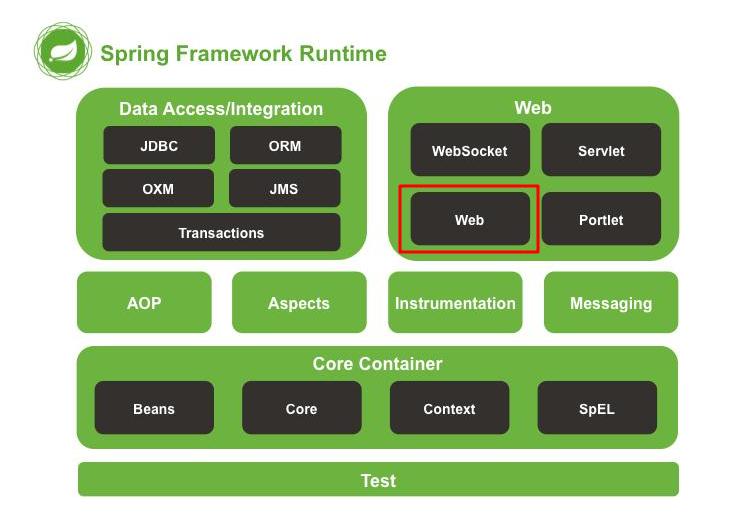 Spring Framework Runtime
Data Access/Integration
JDBC ORM
OXM JMS
Transactions
Web
WebSocket Servlet
Web Portlet
AOP Aspects Instrumentation Messaging
Core Container
Beans Core Context SpEL
Test